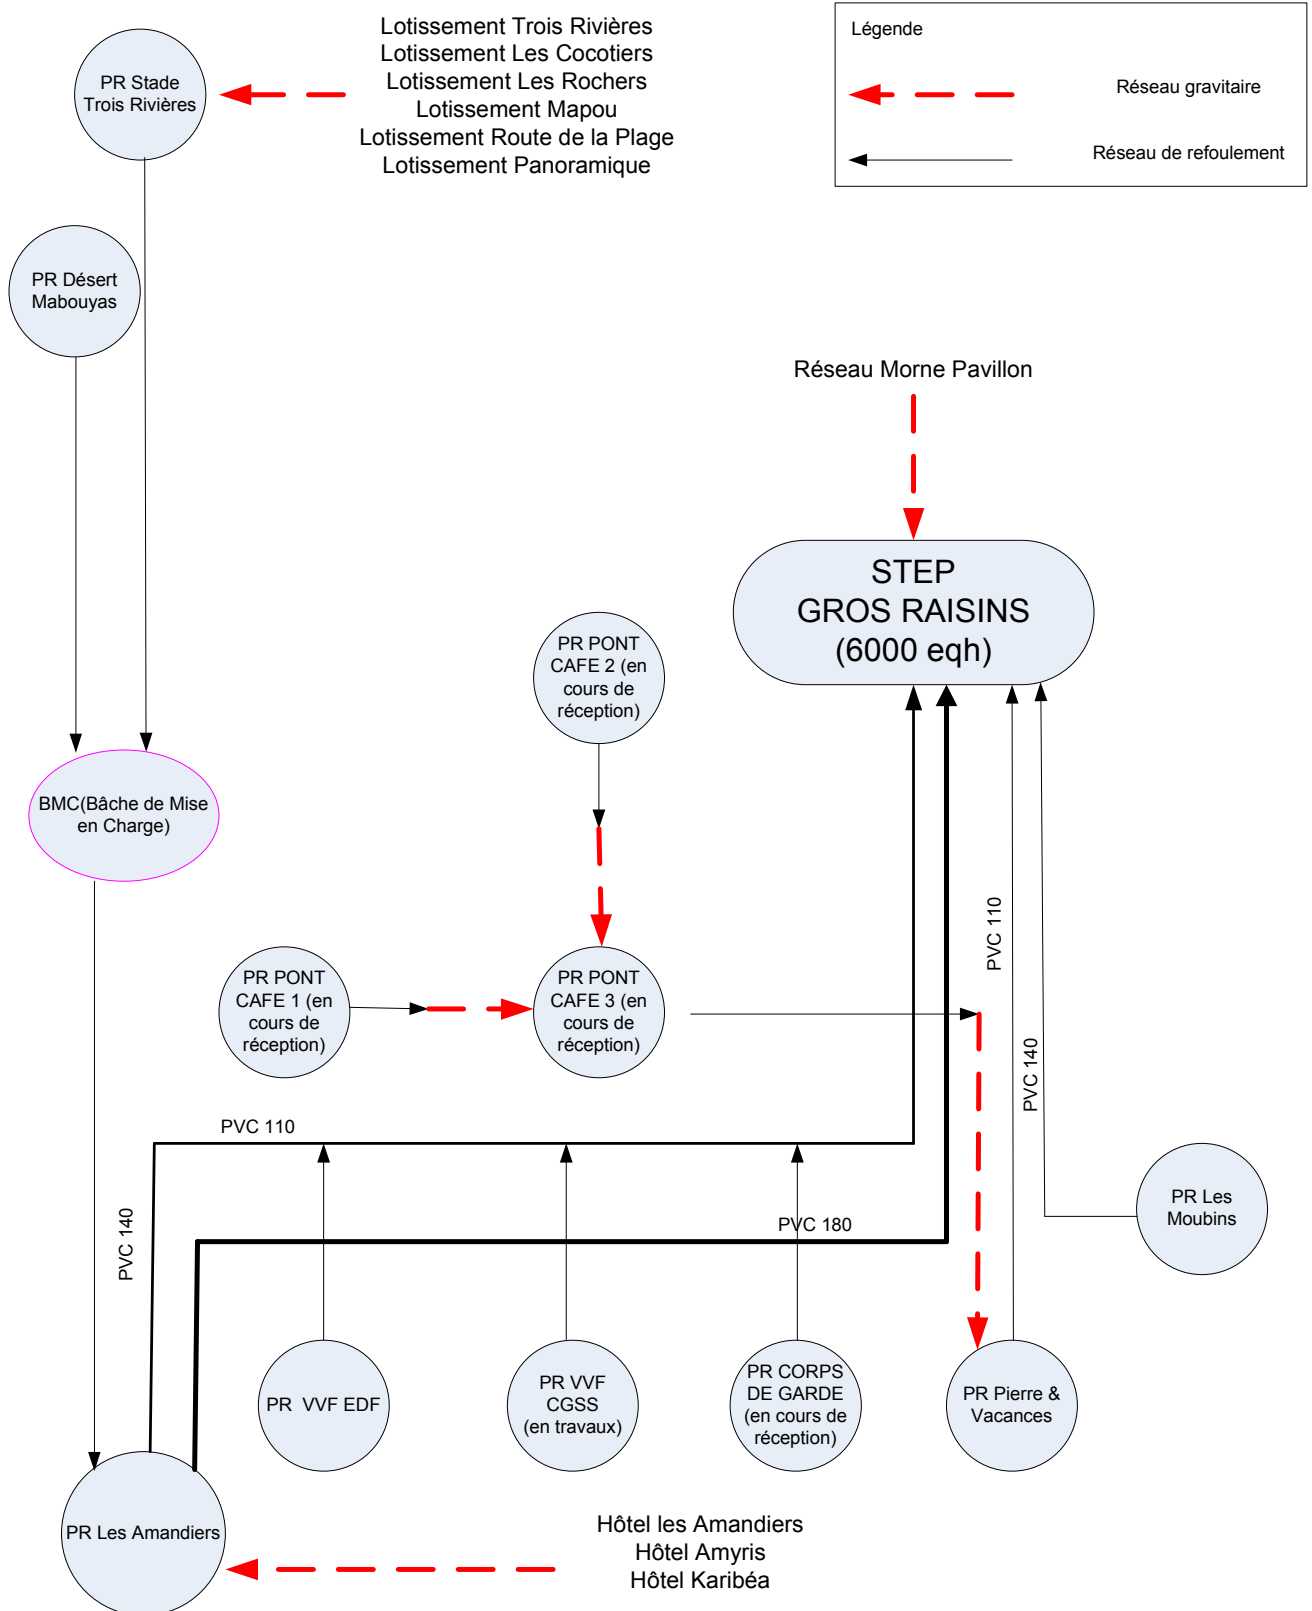 Lotissement Trois Rivières
Lotissement Les Cocotiers
Lotissement Les Rochers
Lotissement Mapou
Lotissement Route de la Plage
Lotissement Panoramique
Légende
Réseau gravitaire
Réseau de refoulement
PR Stade
Trois Rivières
PR Désert
Mabouyas
Réseau Morne Pavillon
STEP
GROS RAISINS
(6000 eqh)
PR PONT
CAFE 2 (en
cours de
réception)
BMC(Bâche de Mise
en Charge)
PR PONT
CAFE 1 (en
cours de
réception)
PR PONT
CAFE 3 (en
cours de
réception)
PVC 110
PVC 140
PVC 110
PVC 140
PVC 180
PR Les
Moubins
PR  VVF EDF
PR VVF
CGSS
(en travaux)
PR CORPS
DE GARDE
(en cours de
réception)
PR Pierre &
Vacances
PR Les Amandiers
Hôtel les Amandiers
Hôtel Amyris
Hôtel Karibéa